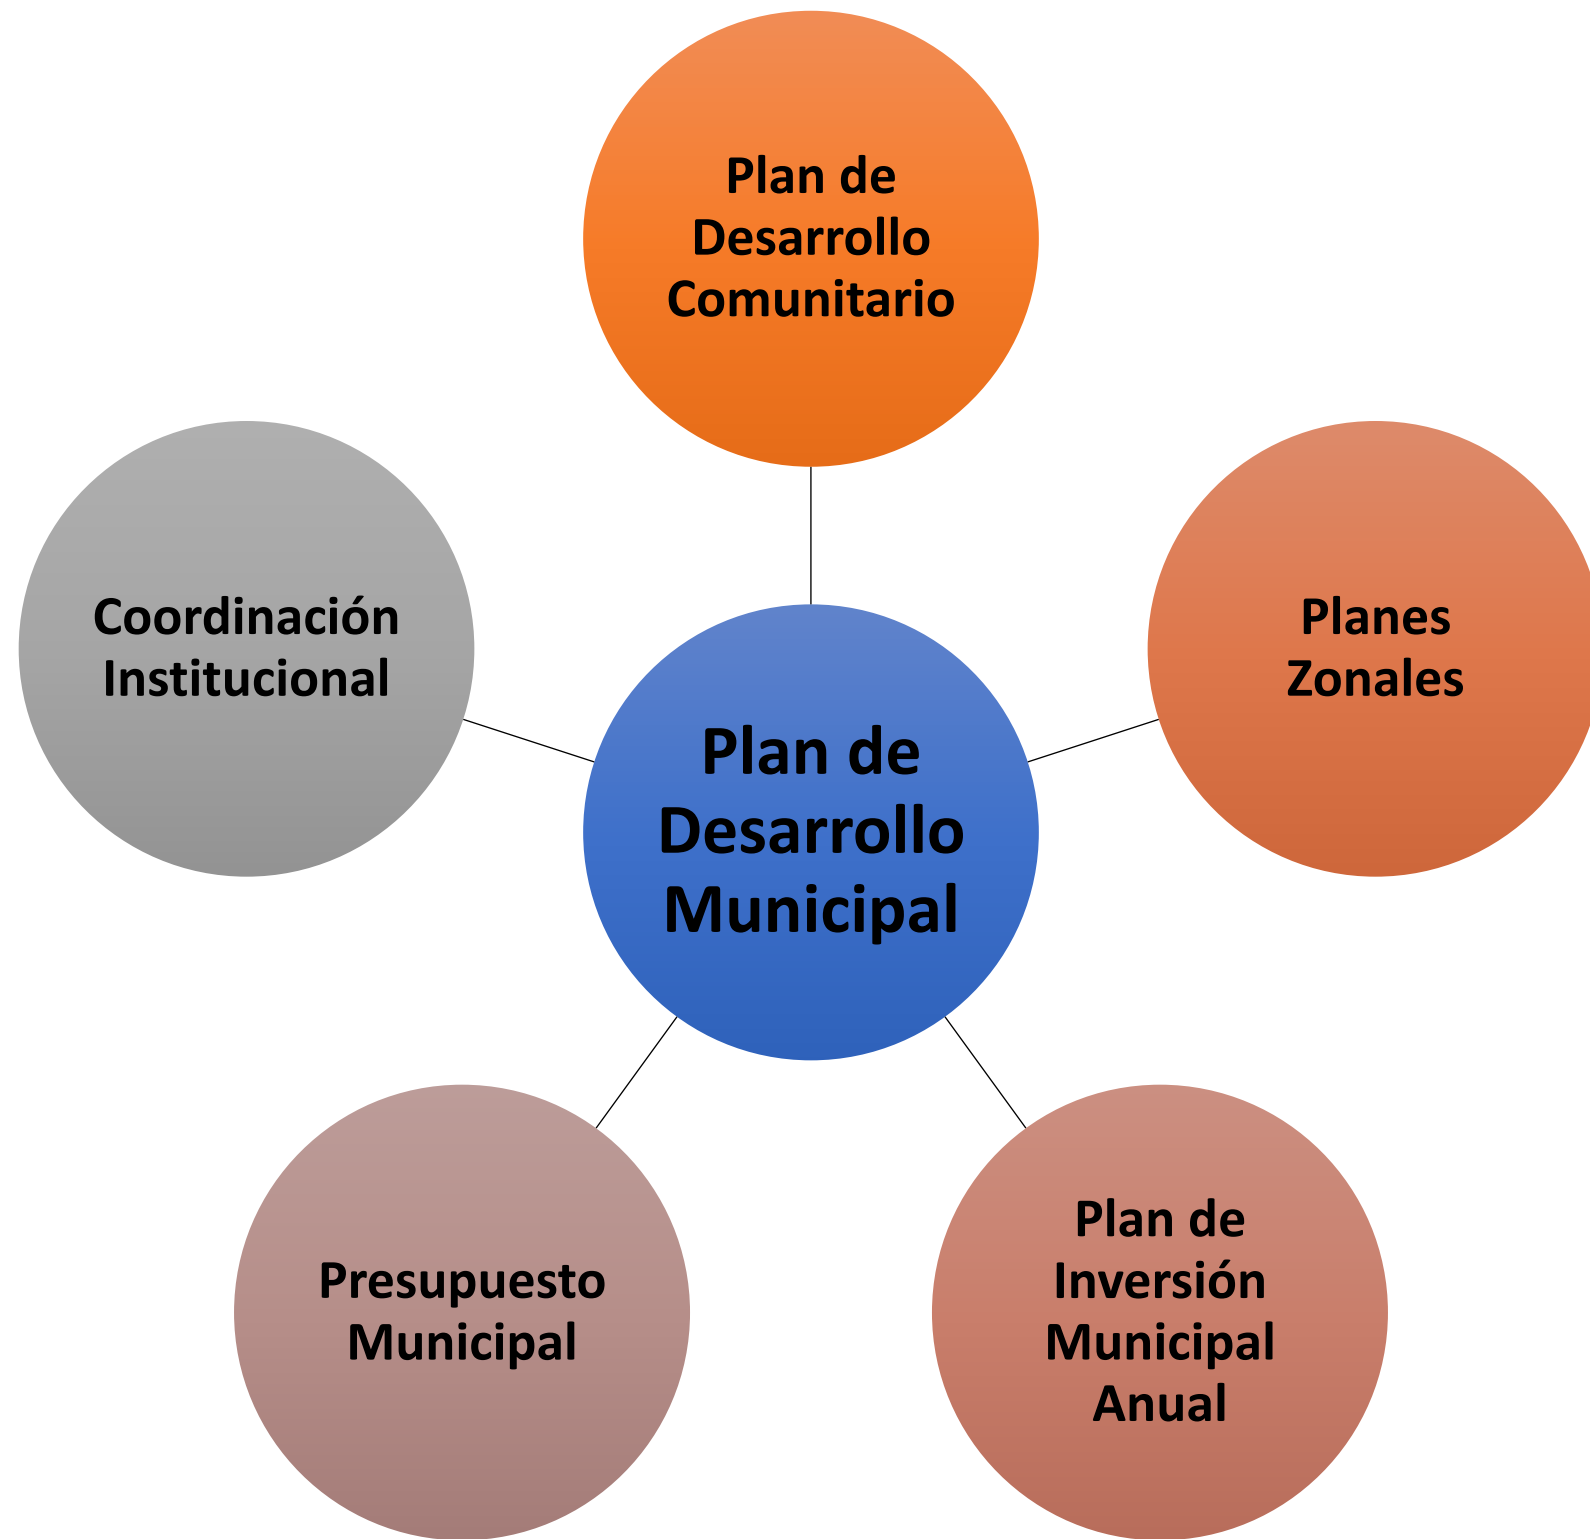 Plan de
Desarrollo
Comunitario
Coordinación
Institucional
Planes
Zonales
Plan de
Desarrollo
Municipal
Presupuesto
Municipal
Plan de
Inversión
Municipal
Anual